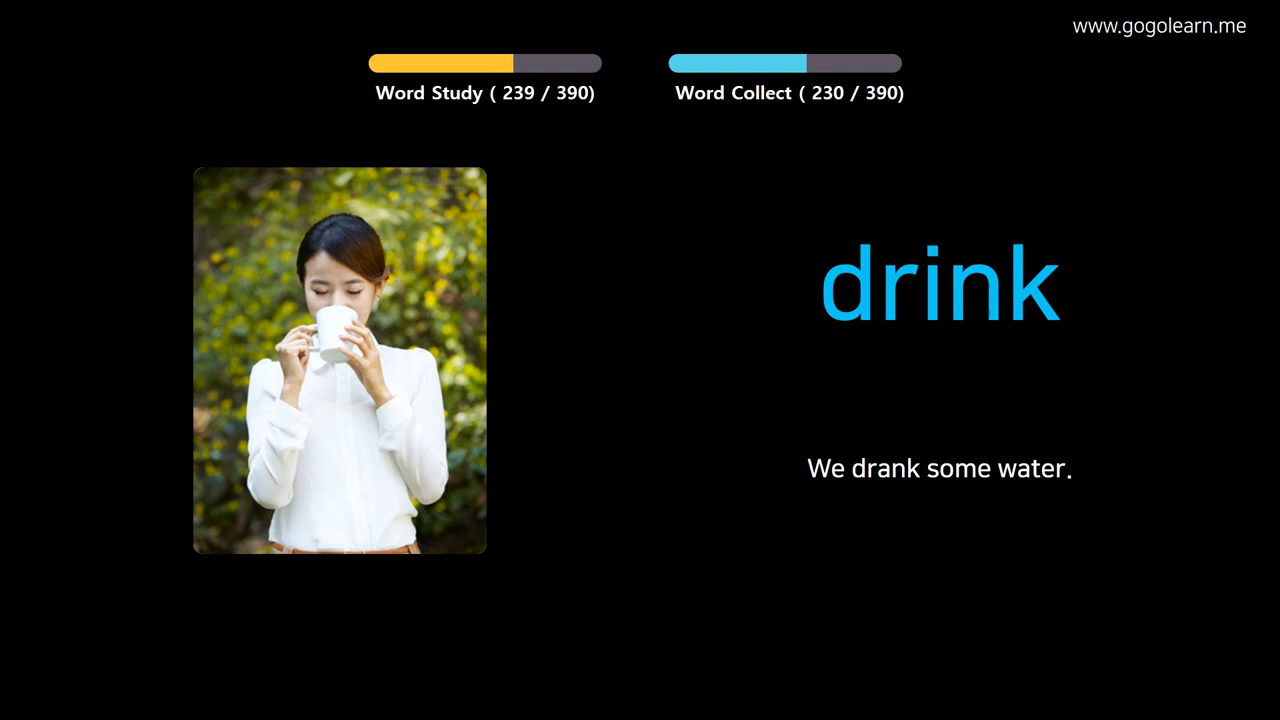 www.gogolearn.me
Word Study ( 239 / 390)
Word Collect ( 230 / 390)
drink
We drank some water.